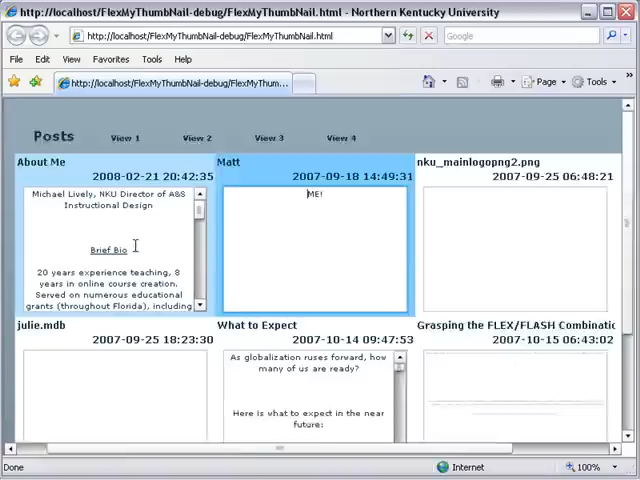 http://localhost/FlexMyThumbNail-debug/FlexMyThumbNail.html - Northern Kentucky University
http://localhost/FlexMyThumbNail-debug/FlexMyThumbNail.html
Google
File Edit View Favorites Tools Help
http://localhost/FlexMyThumbNail-debug/FlexMyThum...
Page Tools
Posts View 1 View 2 View 3 View 4
About Me
2008-02-21 20:42:35
Michael Lively, NKU Director of A&S
Instructional Design
Brief Bio
20 years experience teaching, 8
years in online course creation.
Served on numerous educational
grants (throughout Florida), including
Matt
2007-09-18 14:49:31
ME!
nku_mainlogopng2.png
2007-09-25 06:48:21
julie.mdb
2007-09-25 18:23:30
What to Expect
2007-10-14 09:47:53
As globalization ruses forward, how
many of us are ready?
Here is what to expect in the near
future:
Grasping the FLEX/FLASH Combinatio
2007-10-15 06:43:02
Done
Internet
100%